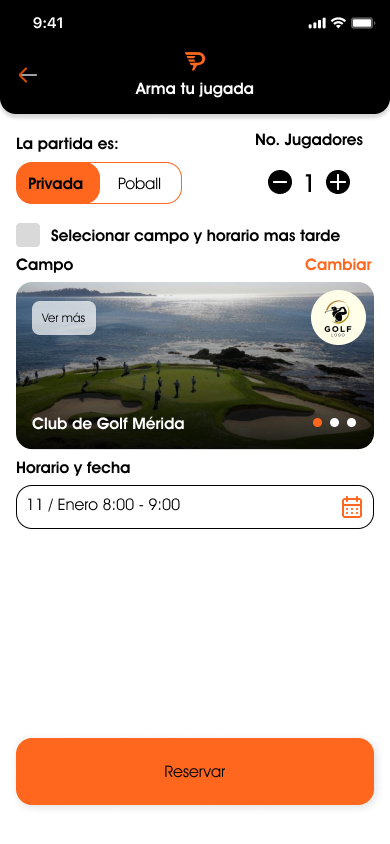 9:41
Arma tu jugada
La partida es:
No. Jugadores
Privada
Poball
1
Selecionar campo y horario mas tarde
Campo
Cambiar
Ver más
GOLF
LOGO
Club de Golf Mérida
Horario y fecha
11 / Enero 8:00 - 9:00
Reservar